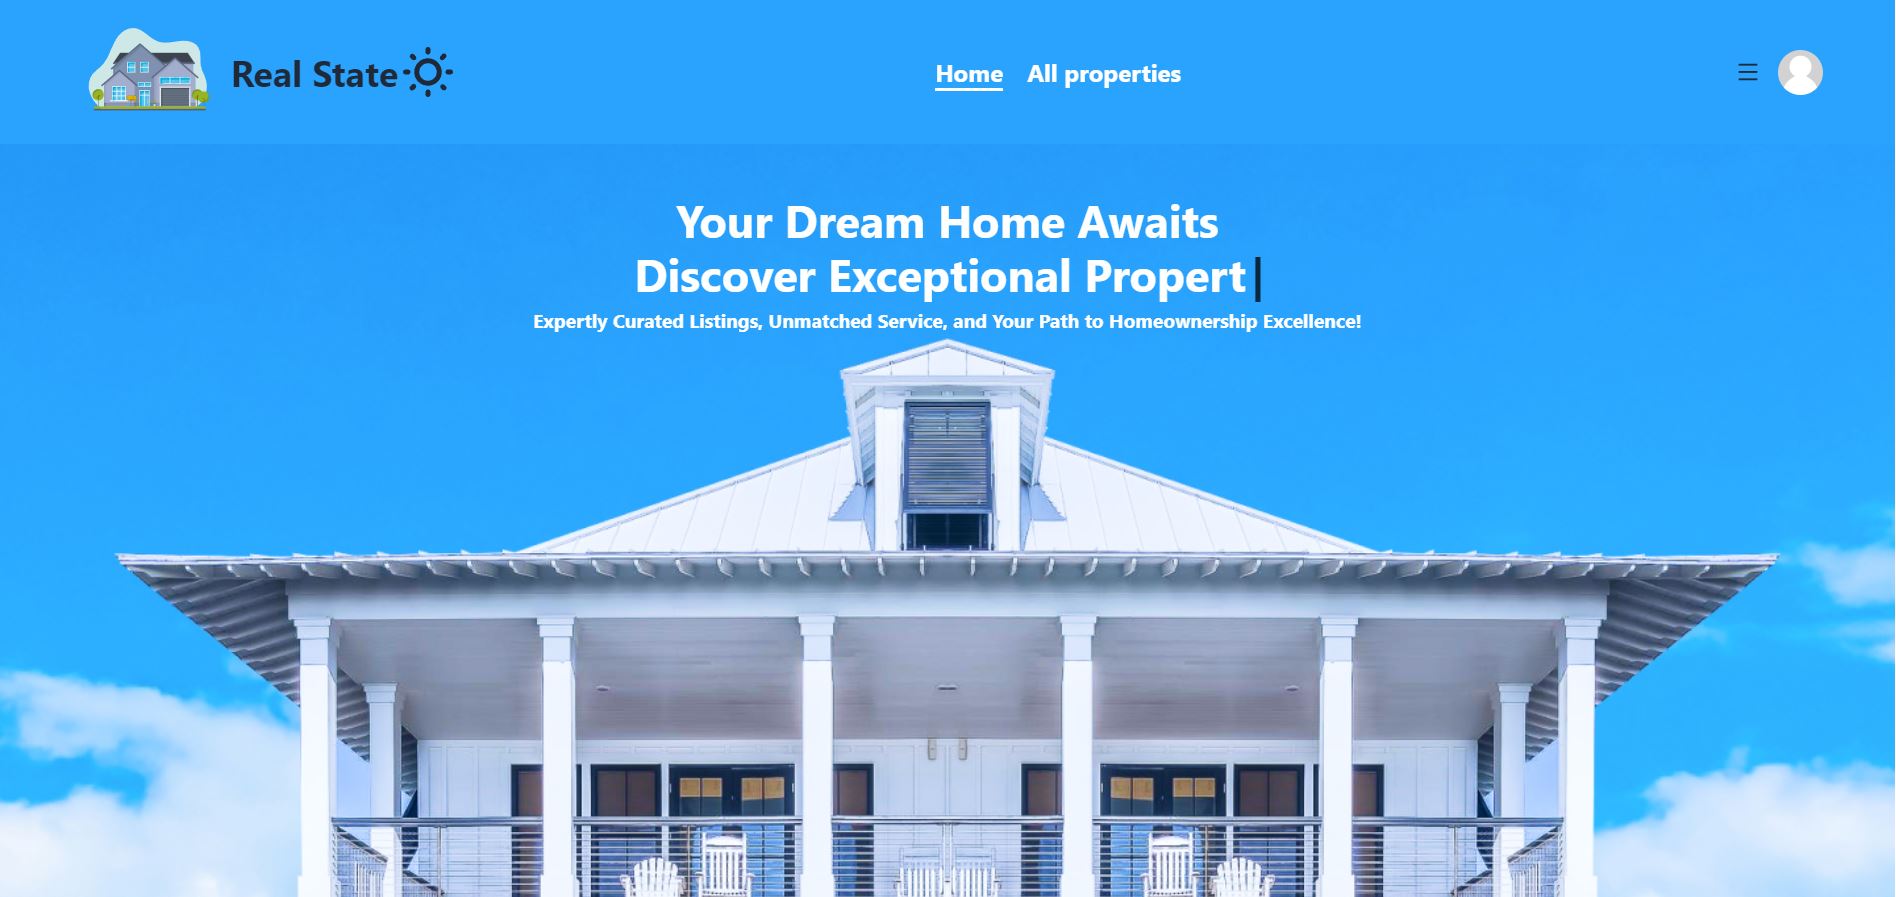 Real State
Home
All properties
Your Dream Home Awaits
Discover Exceptional Propert|
Expertly Curated Listings, Unmatched Service, and Your Path to Homeownership Excellence!